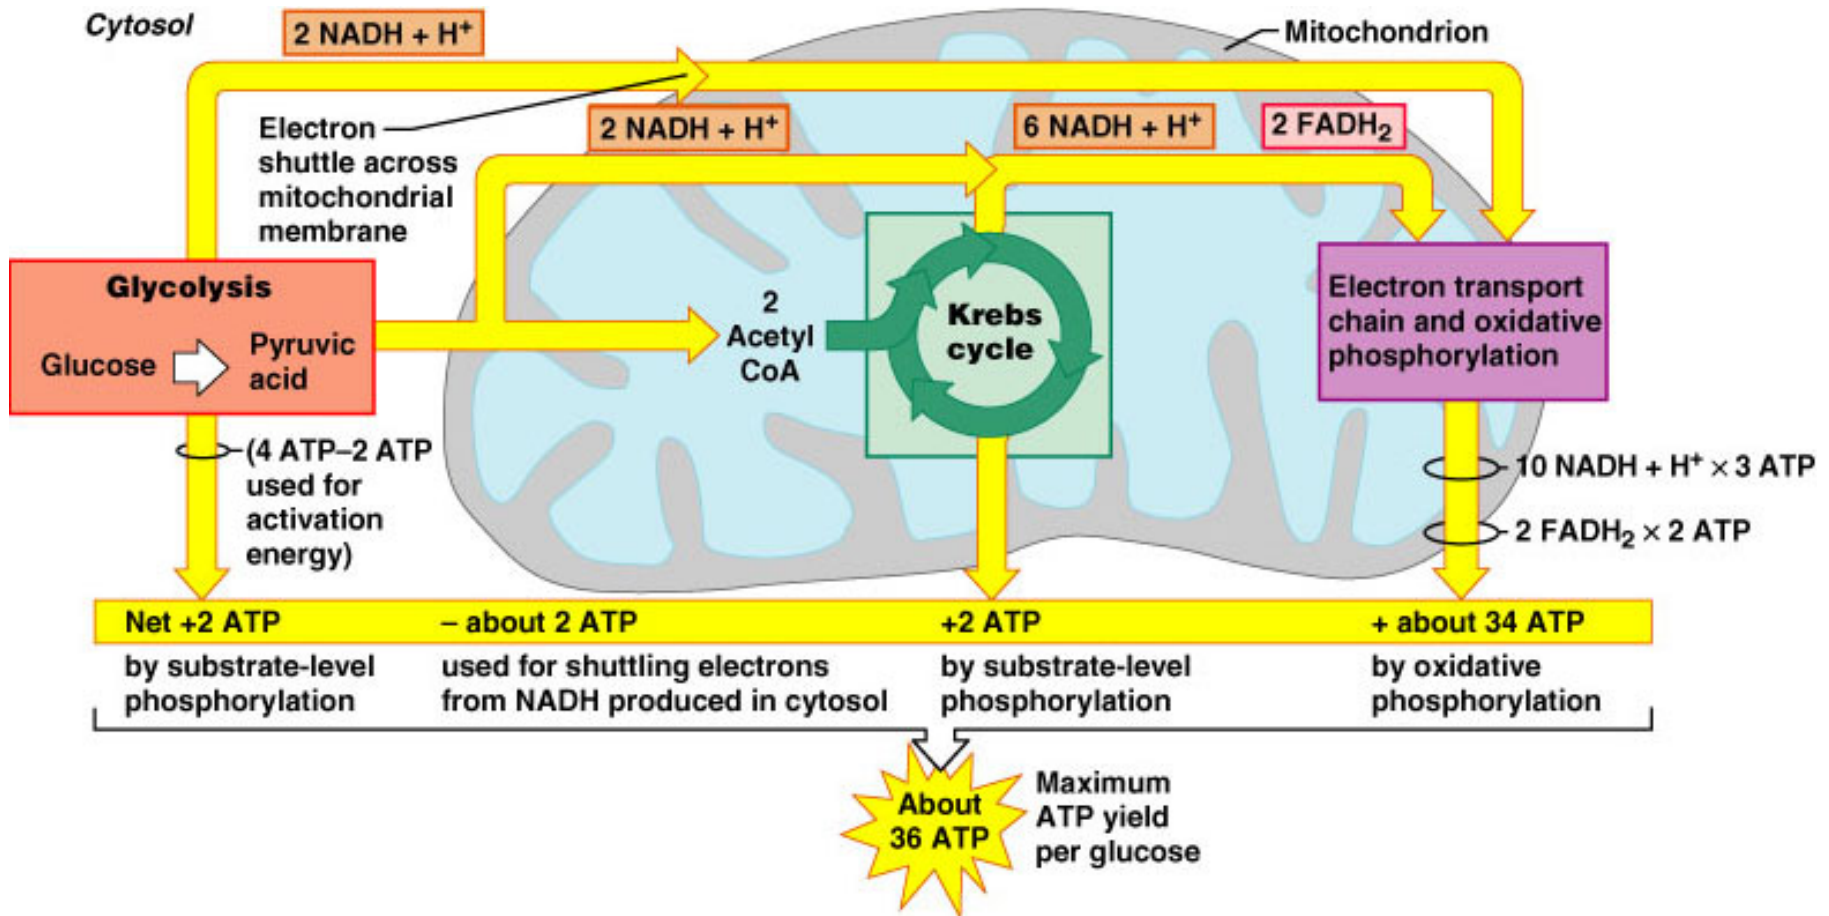 Cytosol
2 NADH + H⁺
Mitochondrion
Electron
shuttle across
mitochondrial
membrane
2 NADH + H⁺
6 NADH + H⁺
2 FADH₂
Glycolysis
Glucose
Pyruvic
acid
2
Acetyl
CoA
Krebs
cycle
Electron transport
chain and oxidative
phosphorylation
(4 ATP–2 ATP
used for
activation
energy)
10 NADH + H⁺ × 3 ATP
2 FADH₂ × 2 ATP
Net +2 ATP
by substrate-level
phosphorylation
– about 2 ATP
used for shuttling electrons
from NADH produced in cytosol
+2 ATP
by substrate-level
phosphorylation
+ about 34 ATP
by oxidative
phosphorylation
About
36 ATP
Maximum
ATP yield
per glucose